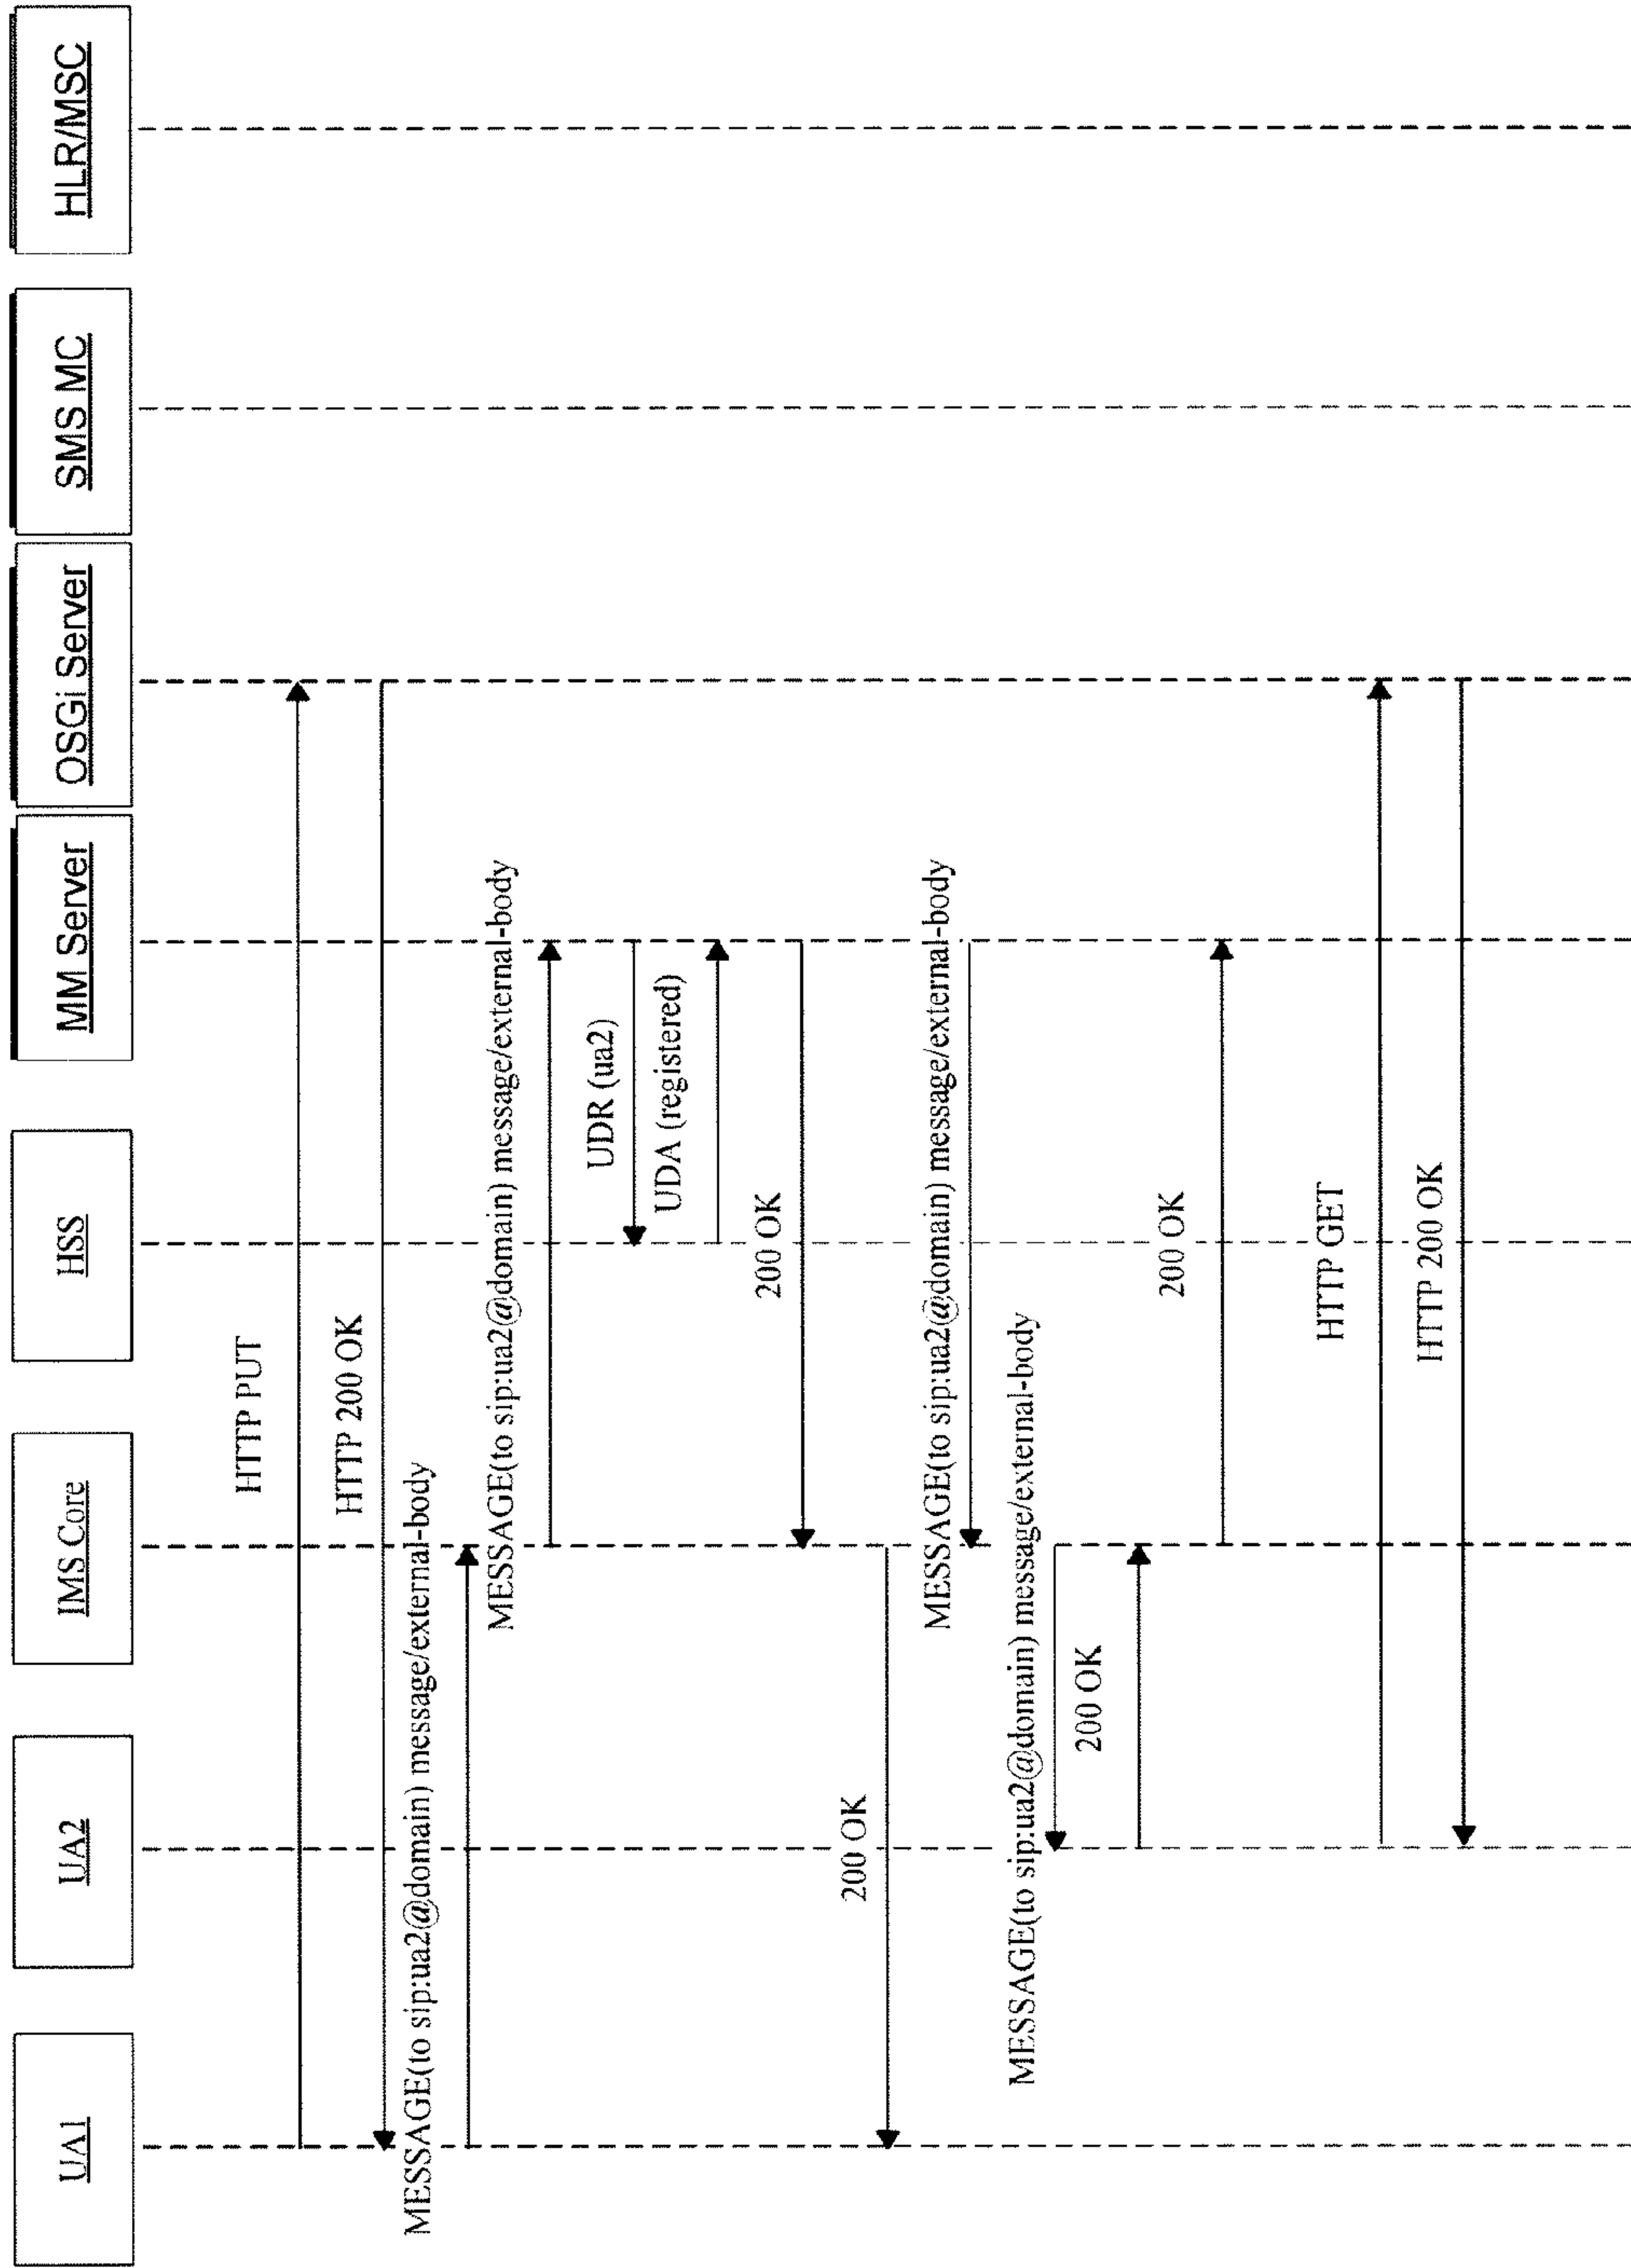 UA1
UA2
IMS Core
HSS
MM Server
OSGi Server
SMS MC
HLR/MSC
HTTP PUT
HTTP 200 OK
MESSAGE(to sip:ua2@domain) message/external-body
MESSAGE(to sip:ua2@domain) message/external-body
UDR (ua2)
UDA (registered)
200 OK
200 OK
MESSAGE(to sip:ua2@domain) message/external-body
MESSAGE(to sip:ua2@domain) message/external-body
200 OK
200 OK
HTTP GET
HTTP 200 OK